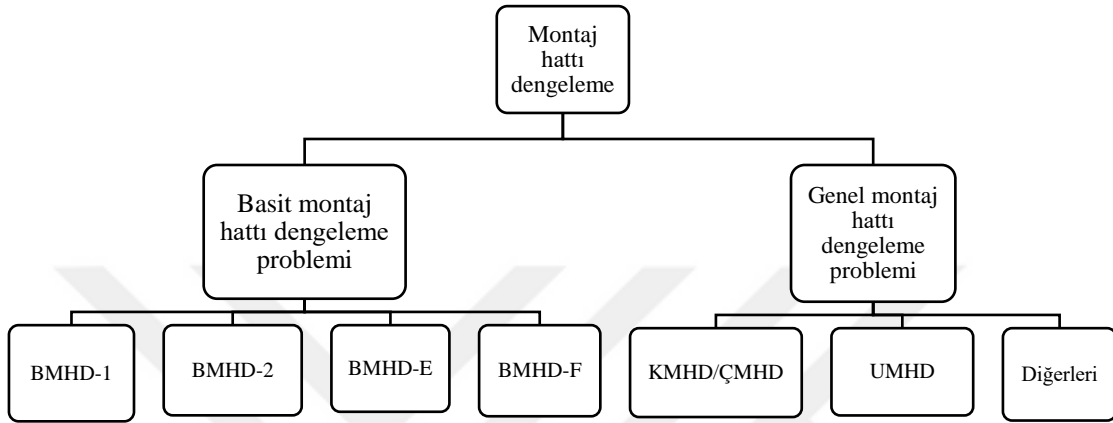 Montaj
hattı
dengeleme
Basit montaj
hattı dengeleme
problemi
Genel montaj
hattı
dengeleme
problemi
BMHD-1
BMHD-2
BMHD-E
BMHD-F
KMHD/ÇMHD
UMHD
Diğerleri